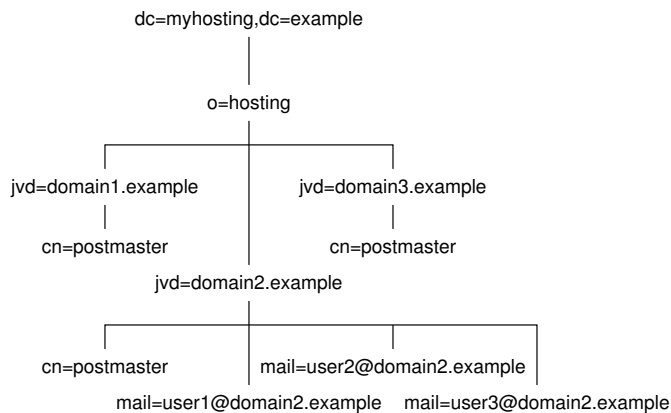 dc=myhosting,dc=example
o=hosting
jvd=domain1.example
jvd=domain3.example
cn=postmaster
cn=postmaster
jvd=domain2.example
cn=postmaster
mail=user2@domain2.example
mail=user1@domain2.example
mail=user3@domain2.example